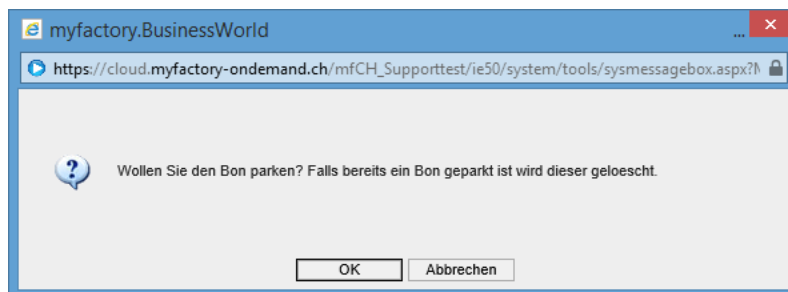 myfactory.BusinessWorld ...
https://cloud.myfactory-ondemand.ch/mfCH_Supporttest/ie50/system/tools/sysmessagebox.aspx?
Wollen Sie den Bon parken? Falls bereits ein Bon geparkt ist wird dieser geloescht.
OK Abbrechen